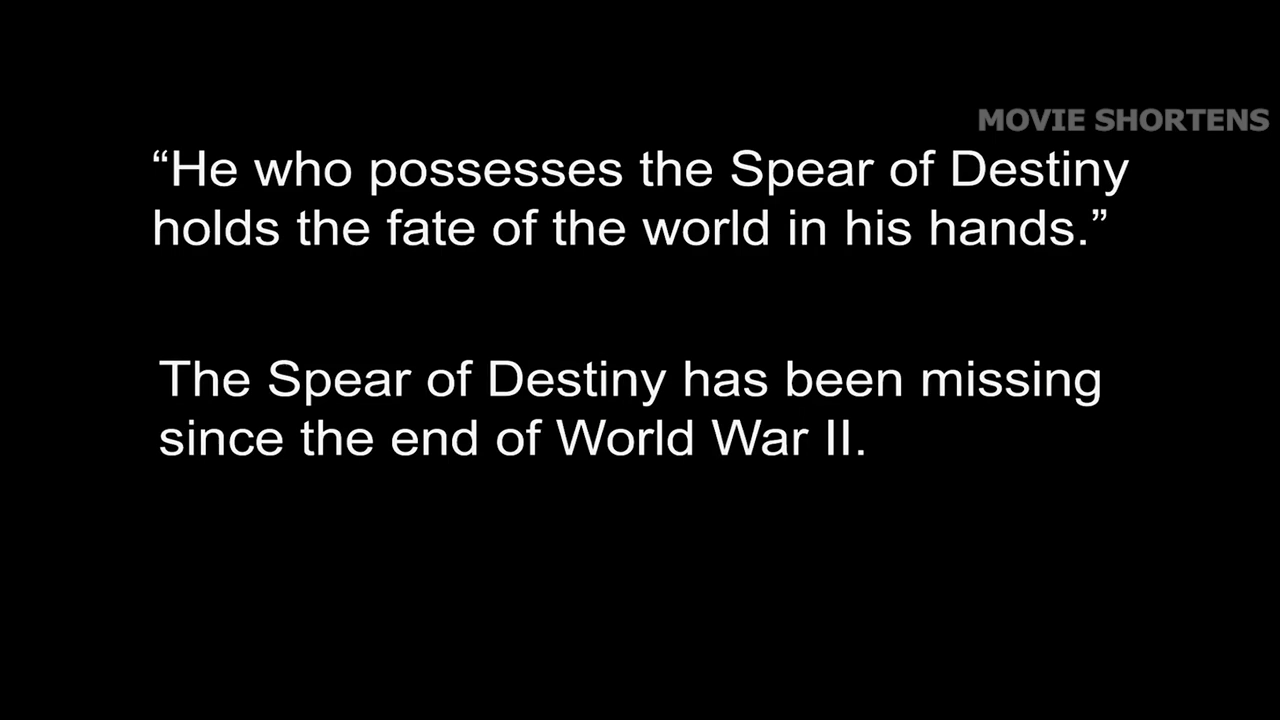 MOVIE SHORTENS
“He who possesses the Spear of Destiny
holds the fate of the world in his hands.”
The Spear of Destiny has been missing
since the end of World War II.